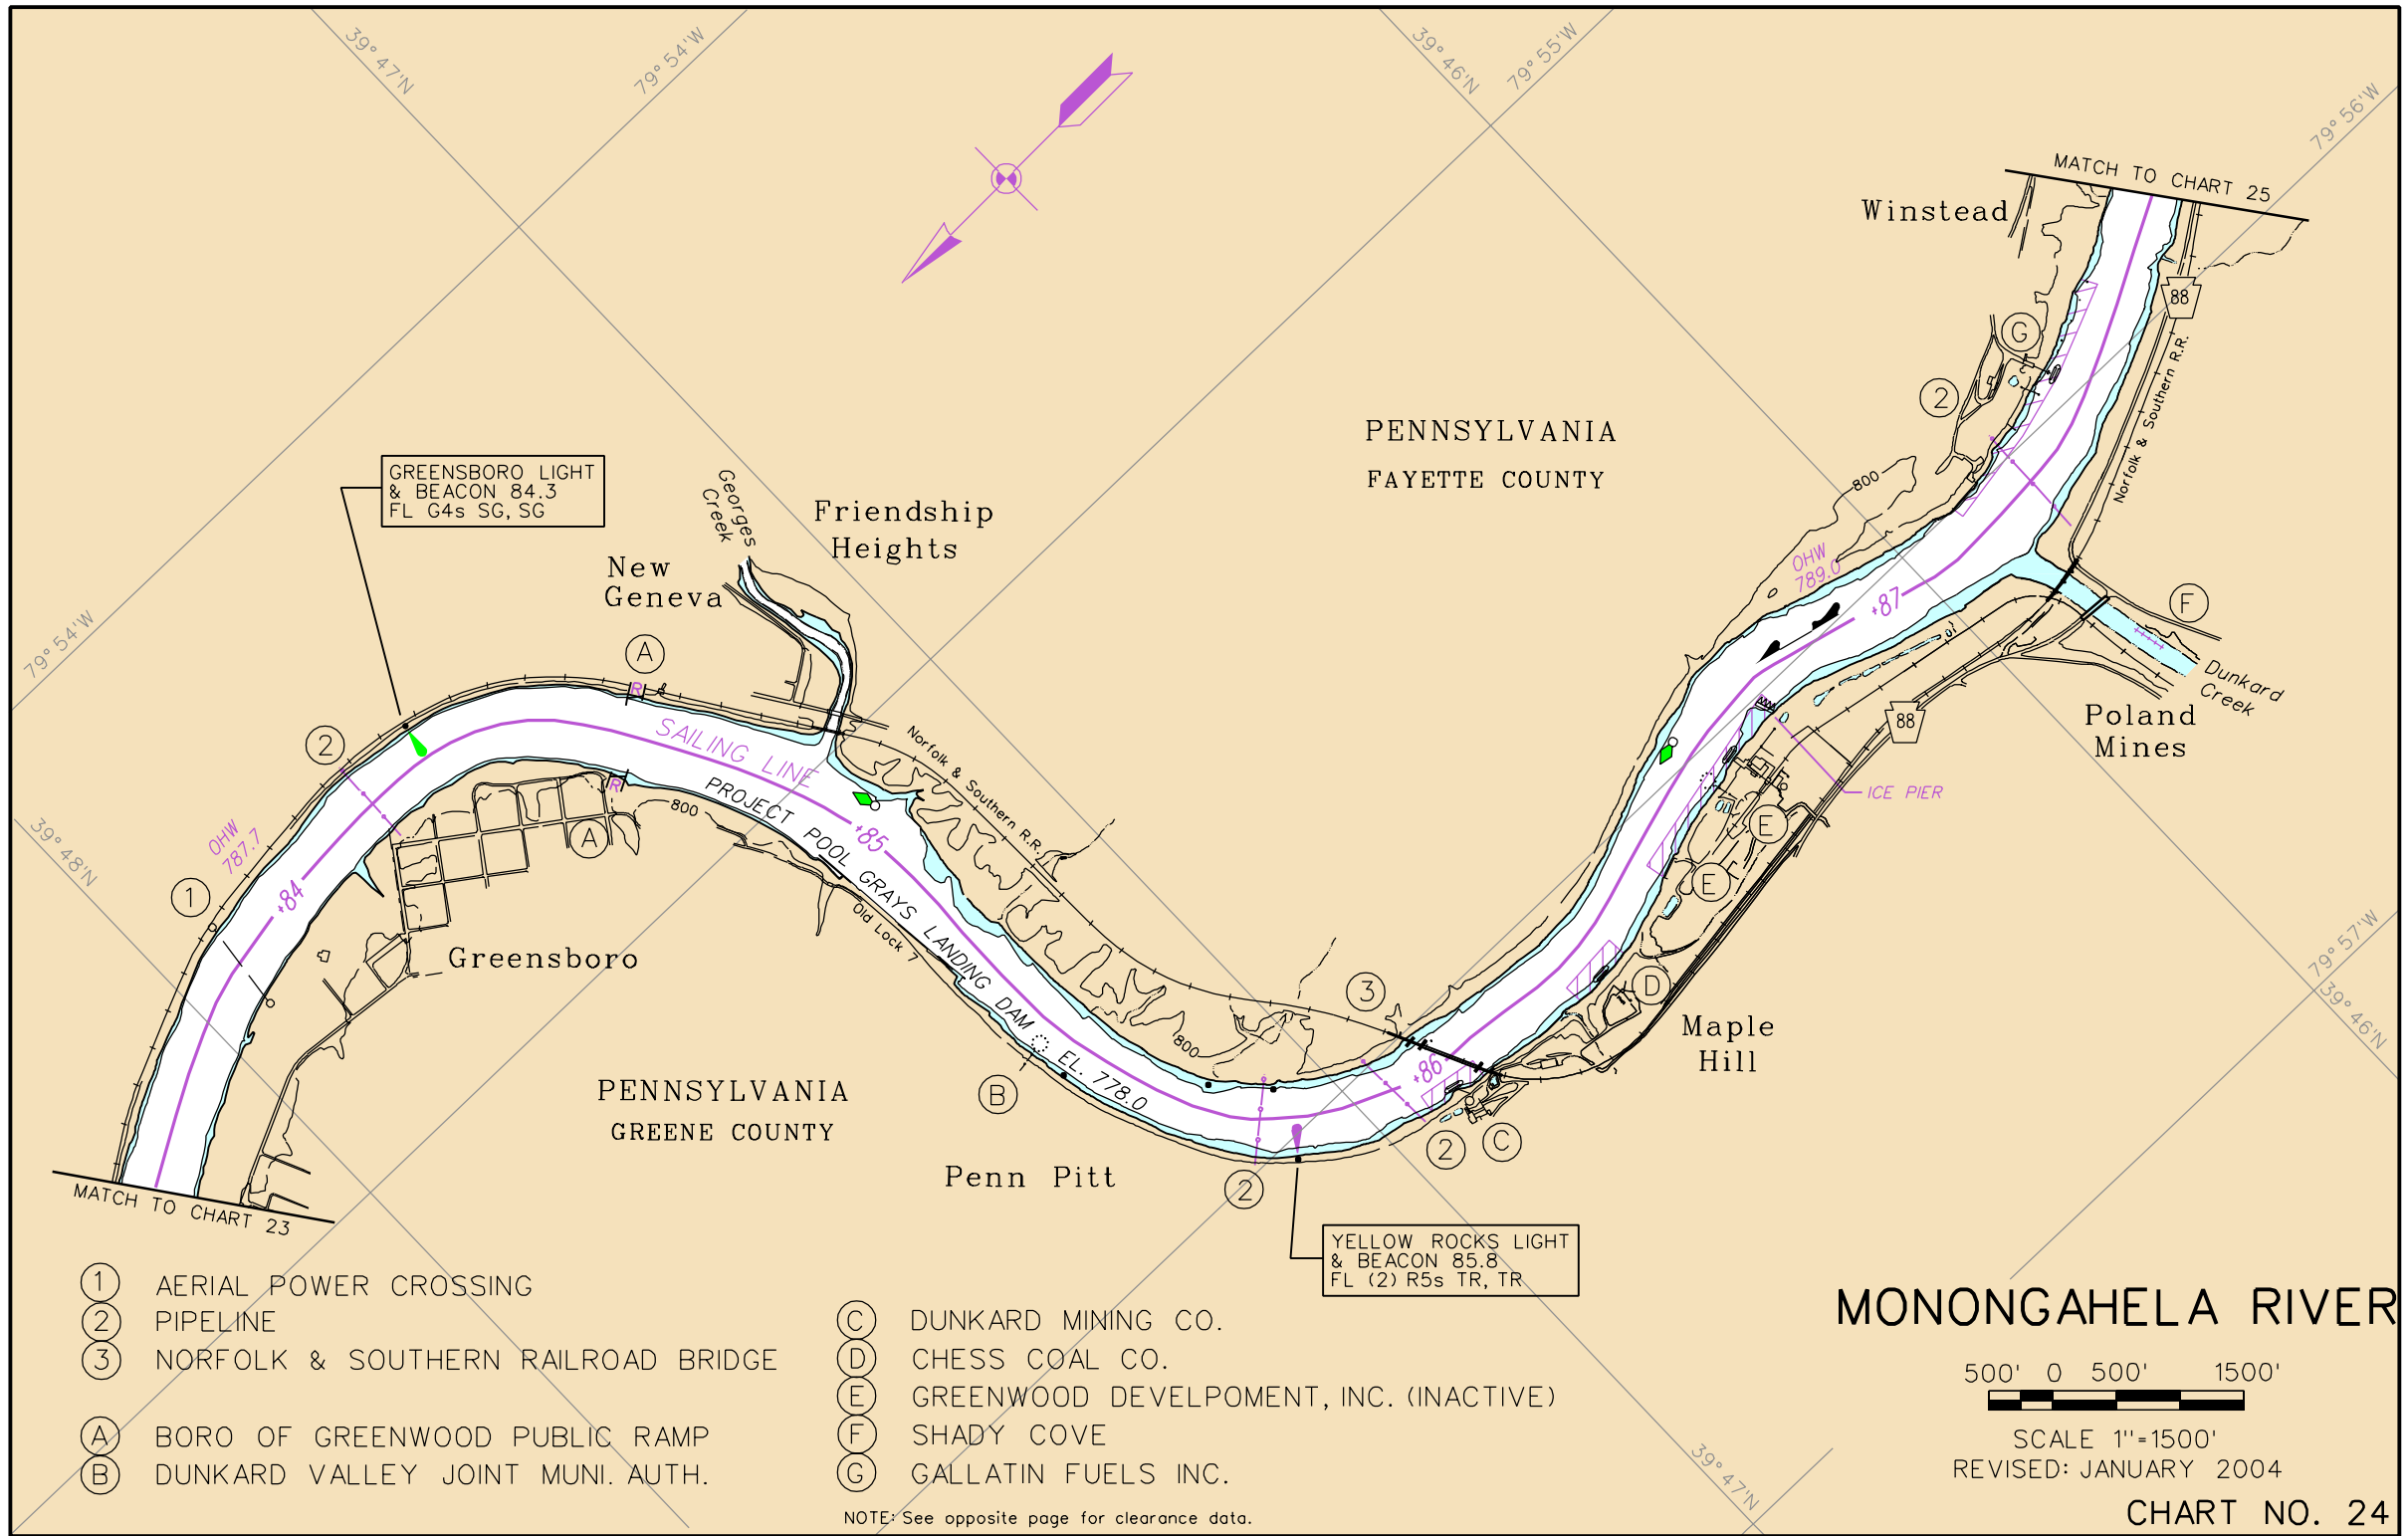 39° 47'N
79° 54'W
39° 46'N
79° 55'W
79° 56'W
MATCH TO CHART 25
Winstead
88
G
2
Norfolk & Southern R.R.
PENNSYLVANIA
FAYETTE COUNTY
800
GREENSBORO LIGHT
& BEACON 84.3
FL G4s SG, SG
Georges
Creek
Friendship
Heights
New
Geneva
OHW
789.0
+87
F
79° 54'W
A
R
Dunkard
Creek
Poland
Mines
88
2
SAILING LINE
Norfolk & Southern R.R.
ICE PIER
R
800
PROJECT POOL GRAYS LANDING DAM EL. 778.0
+85
A
E
E
OHW
787.7
39° 48'N
1
+84
Old Lock 7
Greensboro
79° 57'W
39° 46'N
3
D
Maple
Hill
800
+86
B
PENNSYLVANIA
GREENE COUNTY
2
C
Penn Pitt
2
MATCH TO CHART 23
YELLOW ROCKS LIGHT
& BEACON 85.8
FL (2) R5s TR, TR
1 AERIAL POWER CROSSING
2 PIPELINE
3 NORFOLK & SOUTHERN RAILROAD BRIDGE
A BORO OF GREENWOOD PUBLIC RAMP
B DUNKARD VALLEY JOINT MUNI. AUTH.
C DUNKARD MINING CO.
D CHESS COAL CO.
E GREENWOOD DEVELPOMENT, INC. (INACTIVE)
F SHADY COVE
G GALLATIN FUELS INC.
NOTE: See opposite page for clearance data.
39° 47'N
MONONGAHELA RIVER
500' 0 500' 1500'
SCALE 1"=1500'
REVISED: JANUARY 2004
CHART NO. 24